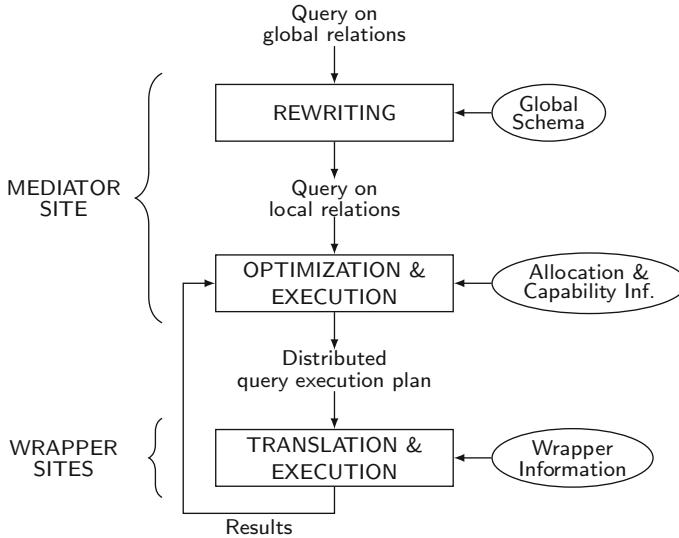 Query on
global relations
REWRITING
Global
Schema
MEDIATOR
SITE
Query on
local relations
OPTIMIZATION &
EXECUTION
Allocation &
Capability Inf.
Distributed
query execution plan
WRAPPER
SITES
TRANSLATION &
EXECUTION
Wrapper
Information
Results